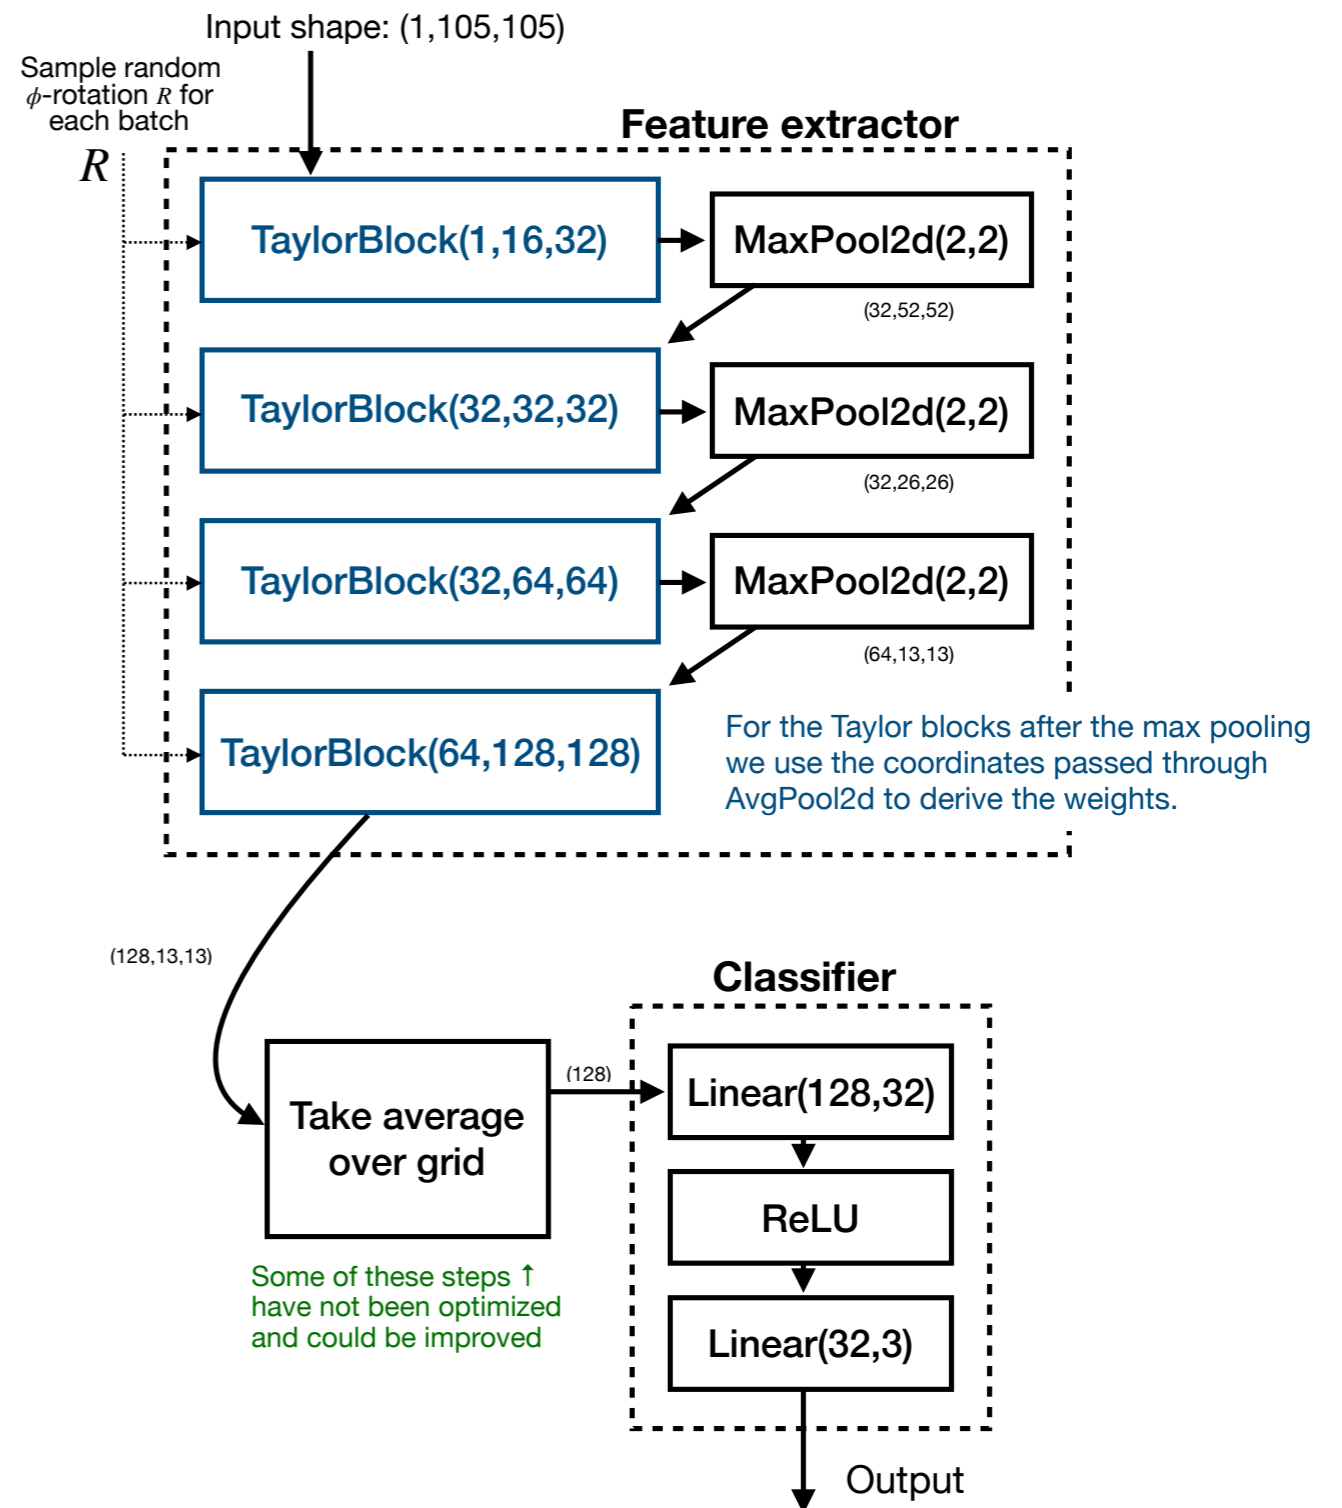 Input shape: (1,105,105)
Sample random
ϕ-rotation R for
each batch
R
Feature extractor
TaylorBlock(1,16,32)
MaxPool2d(2,2)
(32,52,52)
TaylorBlock(32,32,32)
MaxPool2d(2,2)
(32,26,26)
TaylorBlock(32,64,64)
MaxPool2d(2,2)
(64,13,13)
TaylorBlock(64,128,128)
For the Taylor blocks after the max pooling
we use the coordinates passed through
AvgPool2d to derive the weights.
(128,13,13)
Classifier
Take average
over grid
(128)
Linear(128,32)
ReLU
Linear(32,3)
Some of these steps ↑
have not been optimized
and could be improved
Output